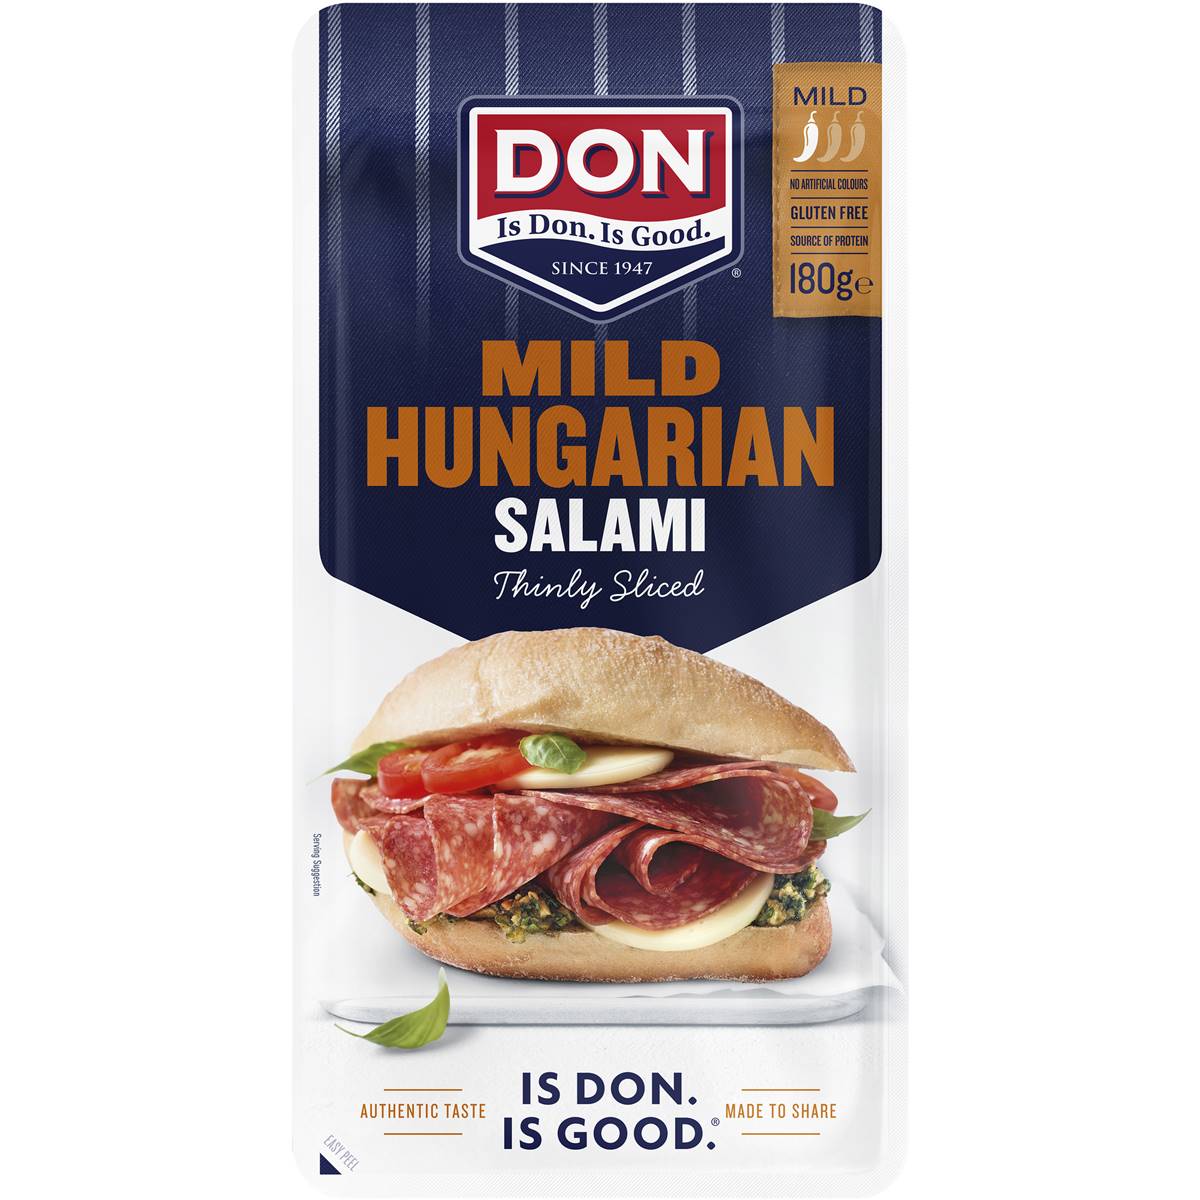 DON
Is Don. Is Good.
SINCE 1947
®
MILD
NO ARTIFICIAL COLOURS
GLUTEN FREE
SOURCE OF PROTEIN
180g e
MILD
HUNGARIAN
SALAMI
Thinly Sliced
Serving Suggestion
AUTHENTIC TASTE
IS DON.
IS GOOD.®
MADE TO SHARE
EASY PEEL